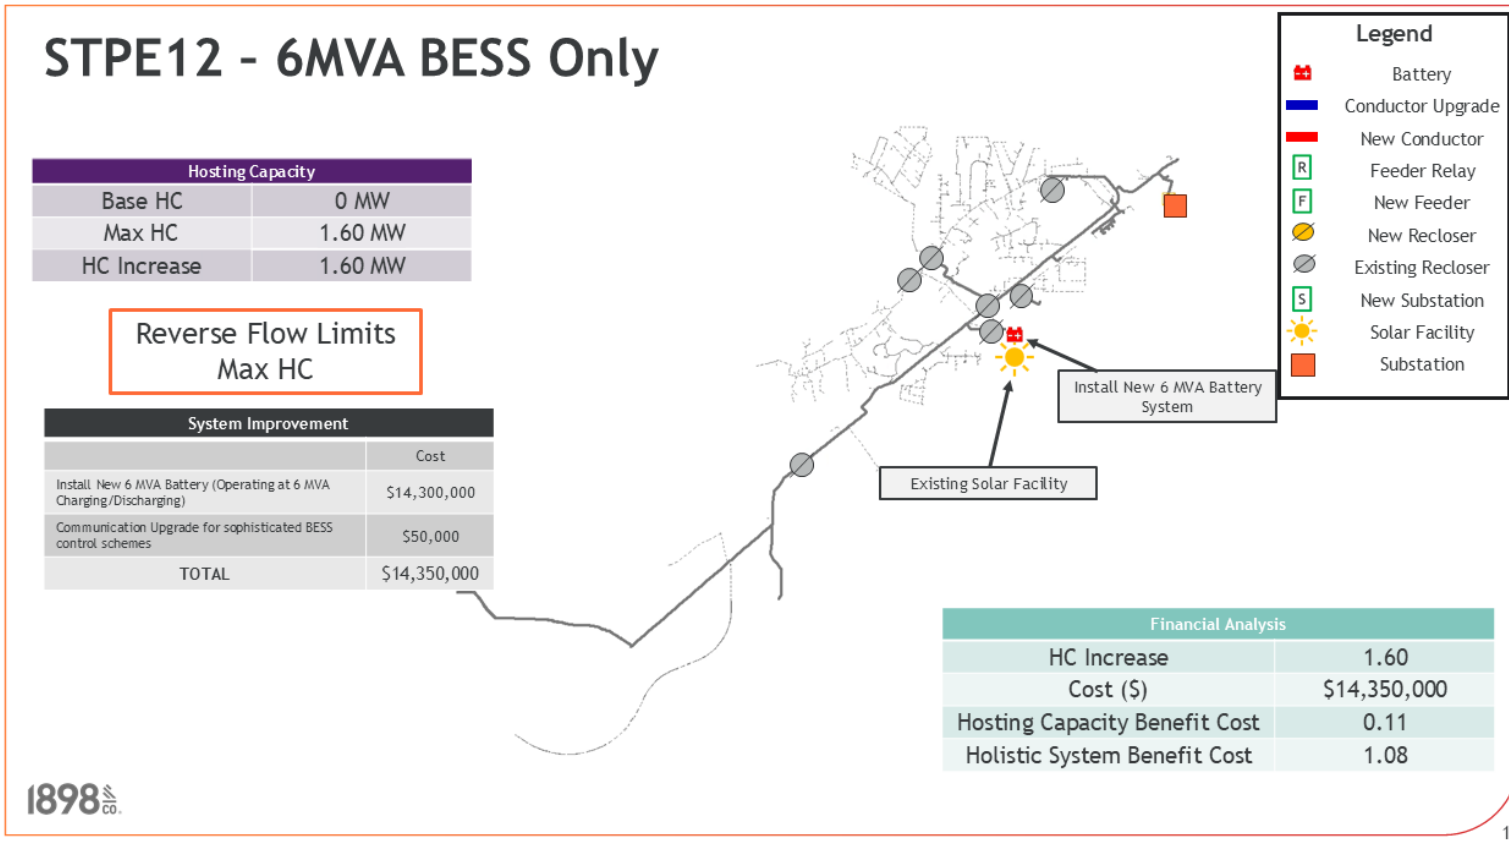 STPE12 – 6MVA BESS Only
Hosting Capacity
Base HC 0 MW
Max HC 1.60 MW
HC Increase 1.60 MW
Reverse Flow Limits
Max HC
System Improvement
Cost
Install New 6 MVA Battery (Operating at 6 MVA
Charging/Discharging) $14,300,000
Communication Upgrade for sophisticated BESS
control schemes $50,000
TOTAL $14,350,000
Legend
Battery
Conductor Upgrade
New Conductor
R Feeder Relay
F New Feeder
New Recloser
Existing Recloser
S New Substation
Solar Facility
Substation
Install New 6 MVA Battery
System
Existing Solar Facility
Financial Analysis
HC Increase 1.60
Cost ($) $14,350,000
Hosting Capacity Benefit Cost 0.11
Holistic System Benefit Cost 1.08
1898 & CO.
1